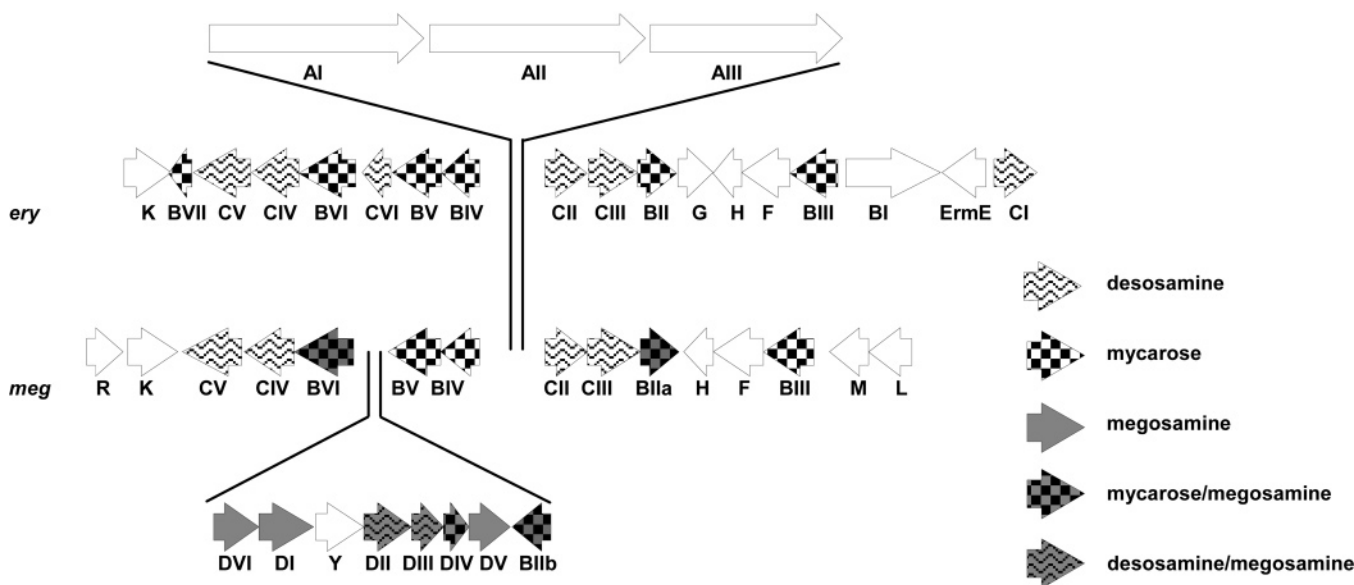 AI AII AIII
K BVII CV CIV BVI CVI BV BIV CII CIII BII G H F BIII BI ErmE CI
ery
desosamine
mycarose
meg
R K CV CIV BVI BV BIV CII CIII BIIa H F BIII M L
megosamine
mycarose/megosamine
DVI DI Y DII DIII DIV DV BIIb
desosamine/megosamine